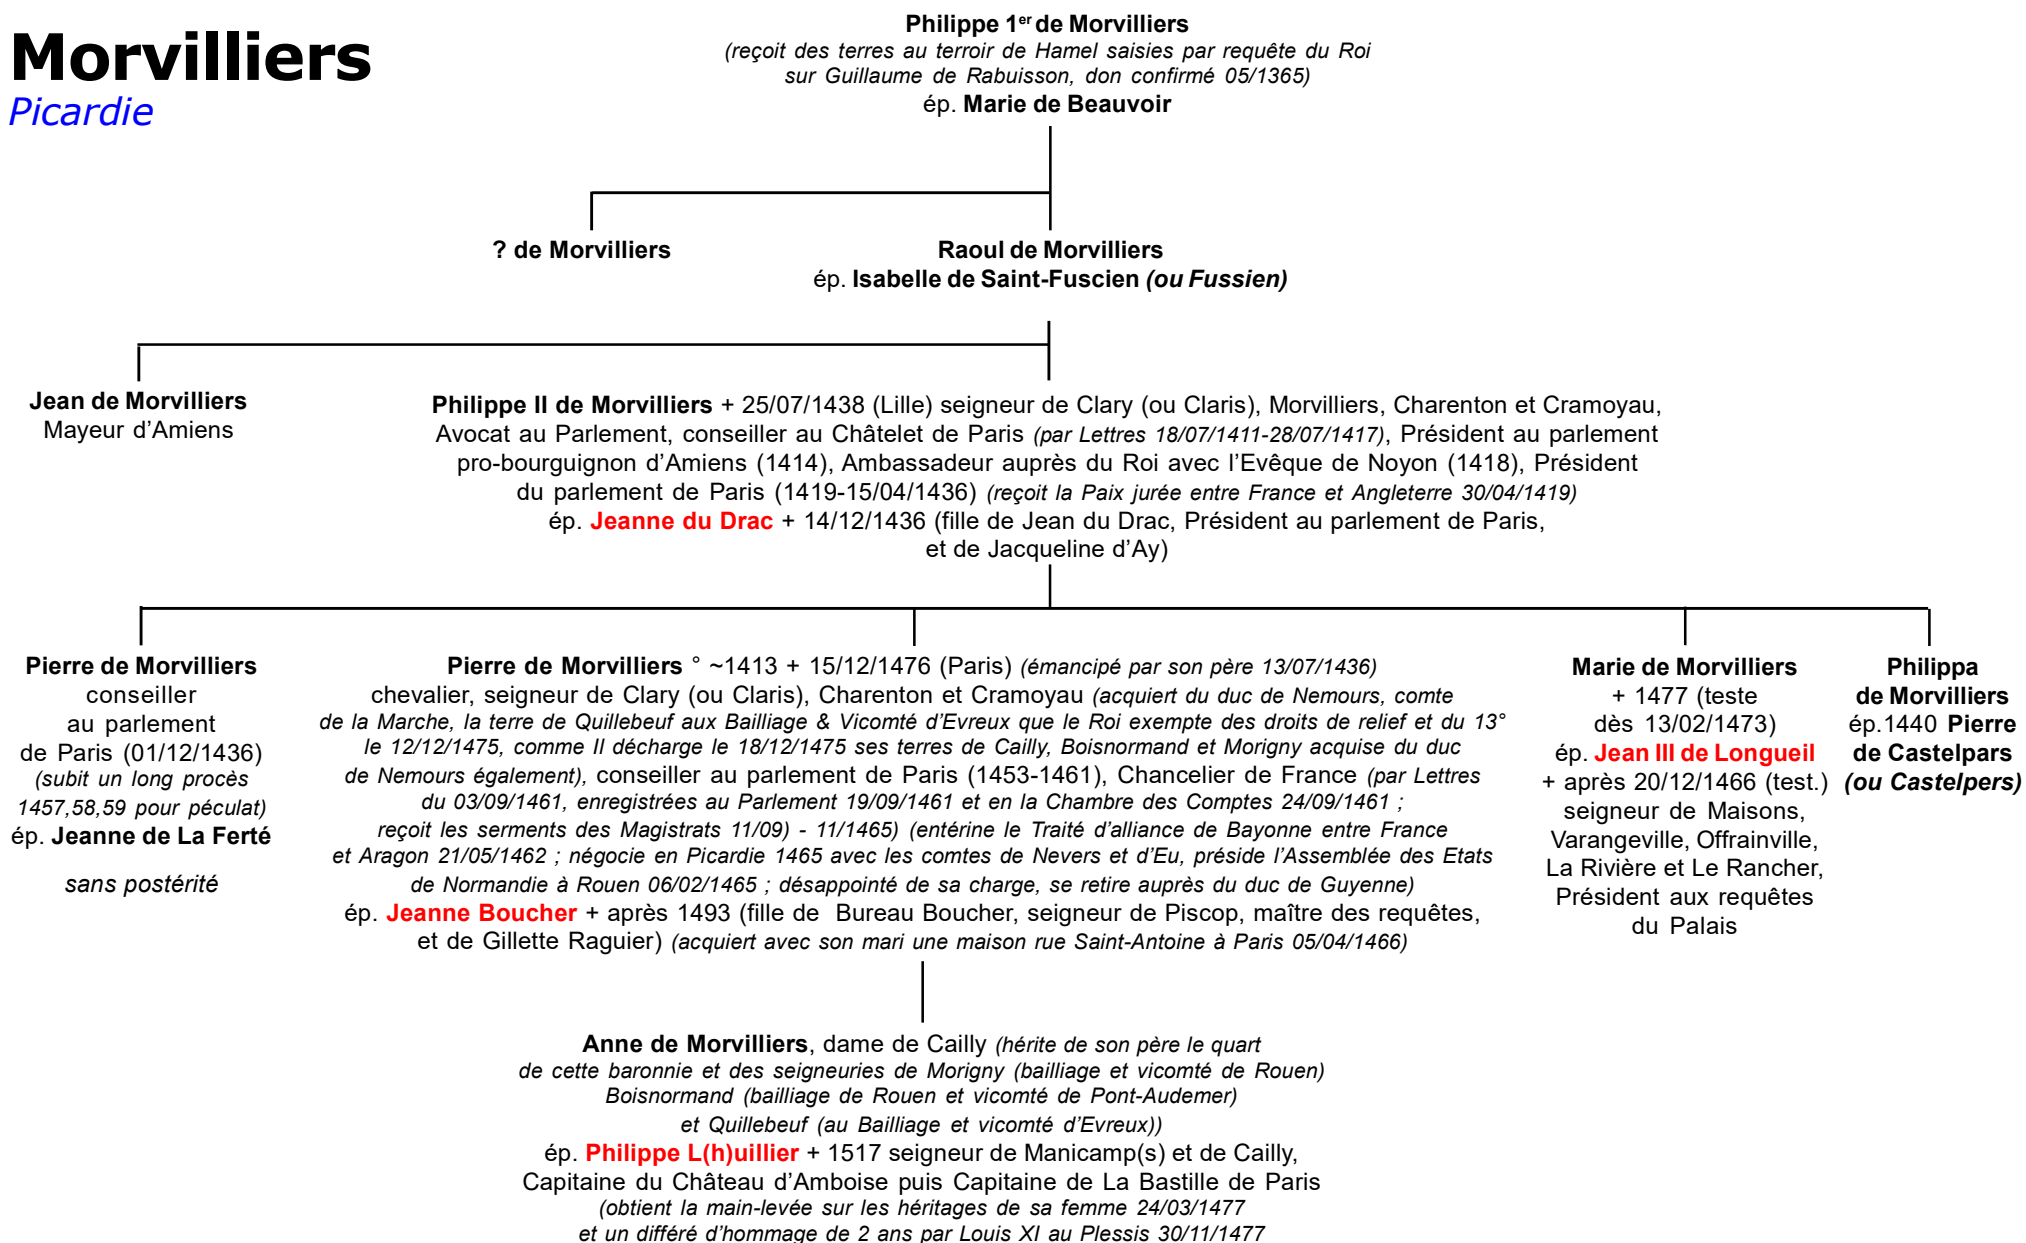 Morvilliers
Picardie
Philippe 1er de Morvilliers
(reçoit des terres au terroir de Hamel saisies par requête du Roi
sur Guillaume de Rabuisson, don confirmé 05/1365)
ép. Marie de Beauvoir
? de Morvilliers
Raoul de Morvilliers
ép. Isabelle de Saint-Fuscien (ou Fussien)
Jean de Morvilliers
Mayeur d'Amiens
Philippe II de Morvilliers + 25/07/1438 (Lille) seigneur de Clary (ou Claris), Morvilliers, Charenton et Cramoyau,
Avocat au Parlement, conseiller au Châtelet de Paris (par Lettres 18/07/1411-28/07/1417), Président au parlement
pro-bourguignon d'Amiens (1414), Ambassadeur auprès du Roi avec l'Evêque de Noyon (1418), Président
du parlement de Paris (1419-15/04/1436) (reçoit la Paix jurée entre France et Angleterre 30/04/1419)
ép. Jeanne du Drac + 14/12/1436 (fille de Jean du Drac, Président au parlement de Paris,
et de Jacqueline d'Ay)
Pierre de Morvilliers
conseiller
au parlement
de Paris (01/12/1436)
(subit un long procès
1457,58,59 pour péculat)
ép. Jeanne de La Ferté
sans postérité
Pierre de Morvilliers ° ~1413 + 15/12/1476 (Paris) (émancipé par son père 13/07/1436)
chevalier, seigneur de Clary (ou Claris), Charenton et Cramoyau (acquiert du duc de Nemours, comte
de la Marche, la terre de Quillebeuf aux Bailliage & Vicomté d'Evreux que le Roi exempte des droits de relief et du 13°
le 12/12/1475, comme Il décharge le 18/12/1475 ses terres de Cailly, Boisnormand et Morigny acquise du duc
de Nemours également), conseiller au parlement de Paris (1453-1461), Chancelier de France (par Lettres
du 03/09/1461, enregistrées au Parlement 19/09/1461 et en la Chambre des Comptes 24/09/1461 ;
reçoit les serments des Magistrats 11/09) - 11/1465) (entérine le Traité d'alliance de Bayonne entre France
et Aragon 21/05/1462 ; négocie en Picardie 1465 avec les comtes de Nevers et d'Eu, préside l'Assemblée des Etats
de Normandie à Rouen 06/02/1465 ; désappointé de sa charge, se retire auprès du duc de Guyenne)
ép. Jeanne Boucher + après 1493 (fille de Bureau Boucher, seigneur de Piscop, maître des requêtes,
et de Gillette Raguier) (acquiert avec son mari une maison rue Saint-Antoine à Paris 05/04/1466)
Marie de Morvilliers
+ 1477 (teste
dès 13/02/1473)
ép. Jean III de Longueil
+ après 20/12/1466 (test.)
seigneur de Maisons,
Varangeville, Offrainville,
La Rivière et Le Rancher,
Président aux requêtes
du Palais
Philippa
de Morvilliers
ép.1440 Pierre
de Castelpars
(ou Castelpers)
Anne de Morvilliers, dame de Cailly (hérite de son père le quart
de cette baronnie et des seigneuries de Morigny (bailliage et vicomté de Rouen)
Boisnormand (bailliage de Rouen et vicomté de Pont-Audemer)
et Quillebeuf (au Bailliage et vicomté d'Evreux))
ép. Philippe L(h)uillier + 1517 seigneur de Manicamp(s) et de Cailly,
Capitaine du Château d'Amboise puis Capitaine de La Bastille de Paris
(obtient la main-levée sur les héritages de sa femme 24/03/1477
et un différé d'hommage de 2 ans par Louis XI au Plessis 30/11/1477